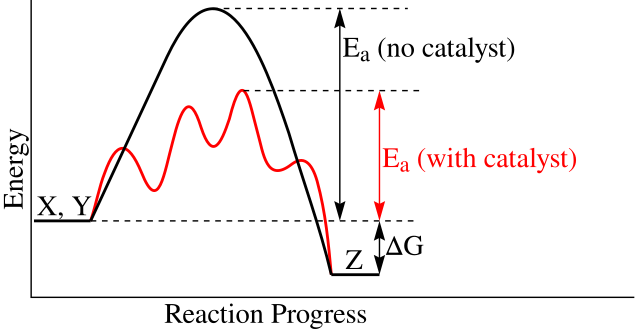 Eₐ (no catalyst)
Energy
Eₐ (with catalyst)
X, Y
ΔG
Z
Reaction Progress